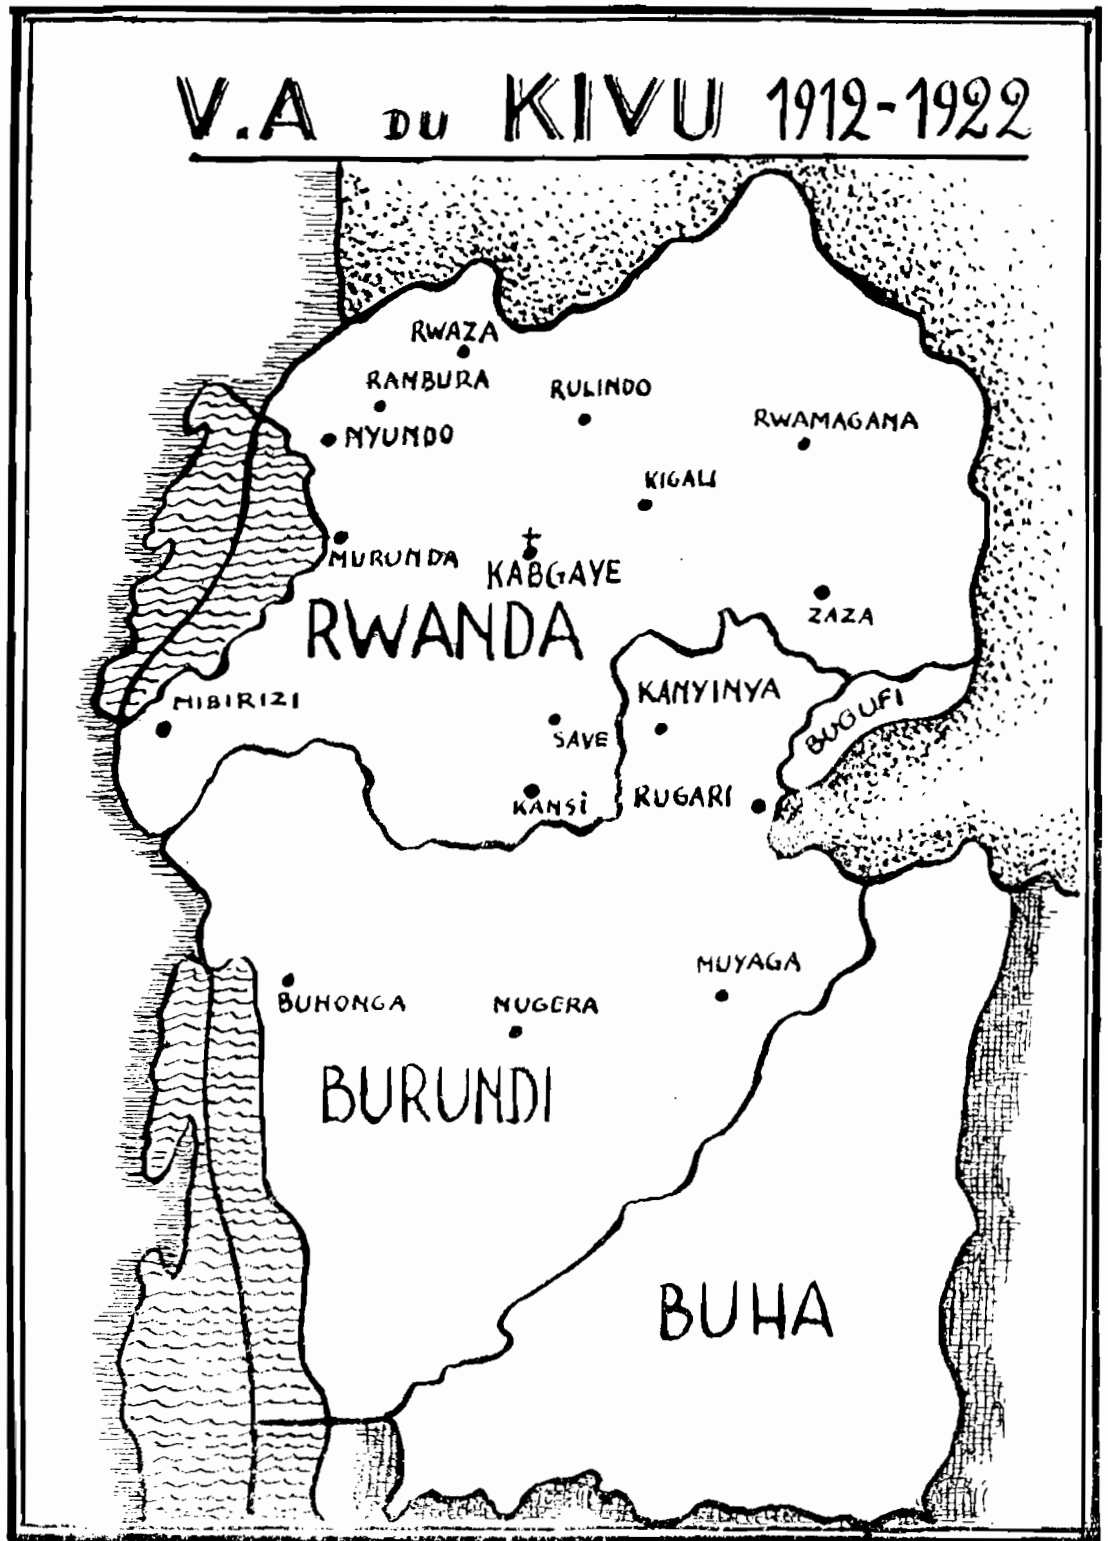 V.A DU KIVU 1912-1922
RWAZA
RAMBURA
RULINDO
RWAMAGANA
NYUNDO
KIGALI
MURUNDA
KABGAYE
ZAZA
RWANDA
KANYINYA
MIBIRIZI
BUGUFI
SAVE
KANSi
RUGARI
MUYAGA
BUHONGA
MUGERA
BURUNDI
BUHA